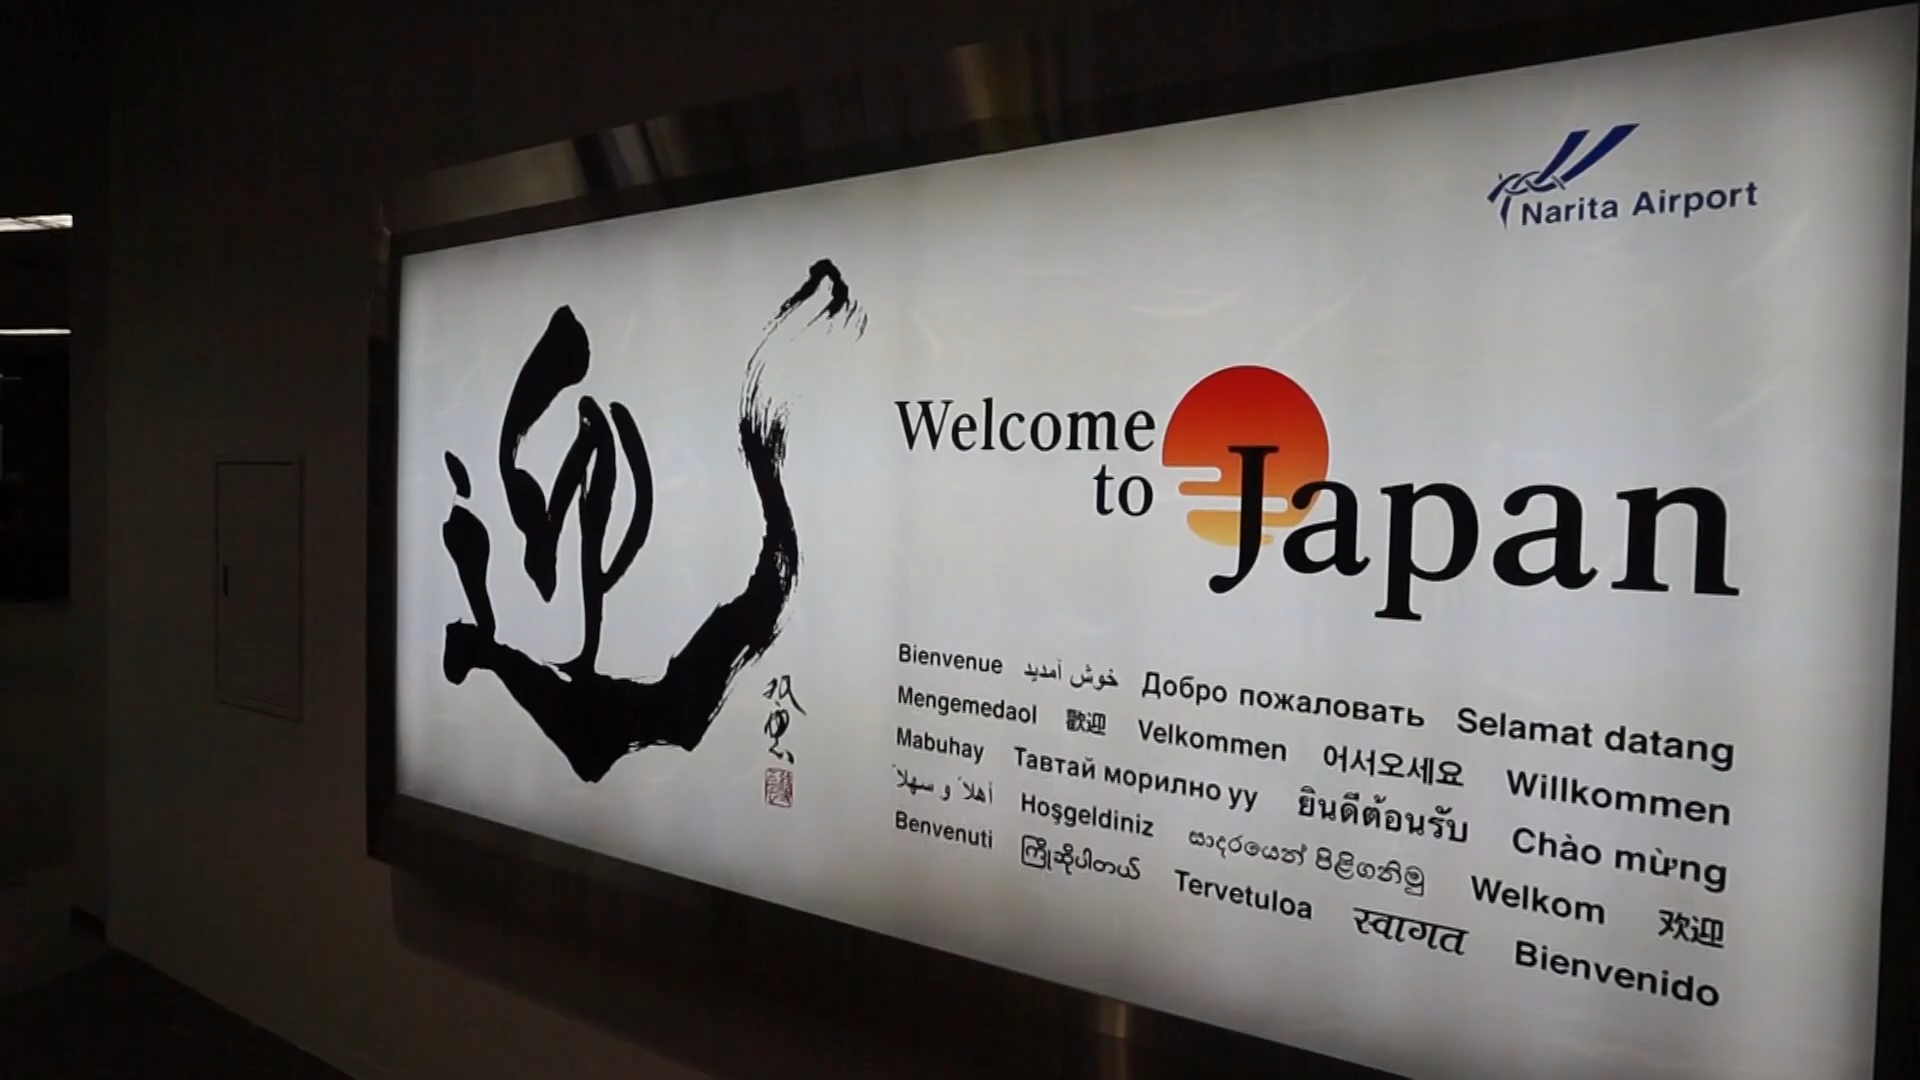 Narita Airport
迎
Welcome
to
Japan
Bienvenue خوش آمدید Добро пожаловать Selamat datang
Mengemedaol 歡迎 Velkommen 어서오세요 Willkommen
Mabuhay Тавтай морилно уу ยินดีต้อนรับ Chào mừng
أهلاً و سهلاً Hoşgeldiniz සාදරයෙන් පිළිගනිමු Welkom 欢迎
Benvenuti ကြိုဆိုပါတယ် Tervetuloa स्वागत Bienvenido